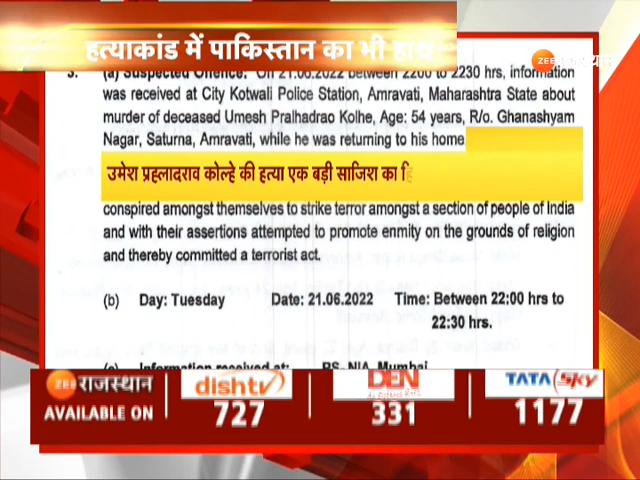 हत्याकांड में पाकिस्तान का भी हाथ
ZEE राजस्थान
3. (a) Suspected Offence: On 21.06.2022 between 2200 to 2230 hrs, information
was received at City Kotwali Police Station, Amravati, Maharashtra State about
murder of deceased Umesh Pralhadrao Kolhe, Age: 54 years, R/o. Ghanashyam
Nagar, Saturna, Amravati, while he was returning to his home
उमेश प्रह्लादराव कोल्हे की हत्या एक बड़ी साजिश का हि
conspired amongst themselves to strike terror amongst a section of people of India
and with their assertions attempted to promote enmity on the grounds of religion
and thereby committed a terrorist act.
(b) Day: Tuesday Date: 21.06.2022 Time: Between 22:00 hrs to
22:30 hrs.
(c) Information received at: PS- NIA, Mumbai
ZEE राजस्थान
AVAILABLE ON
dishtv
727
DEN
331
TATA Sky
1177